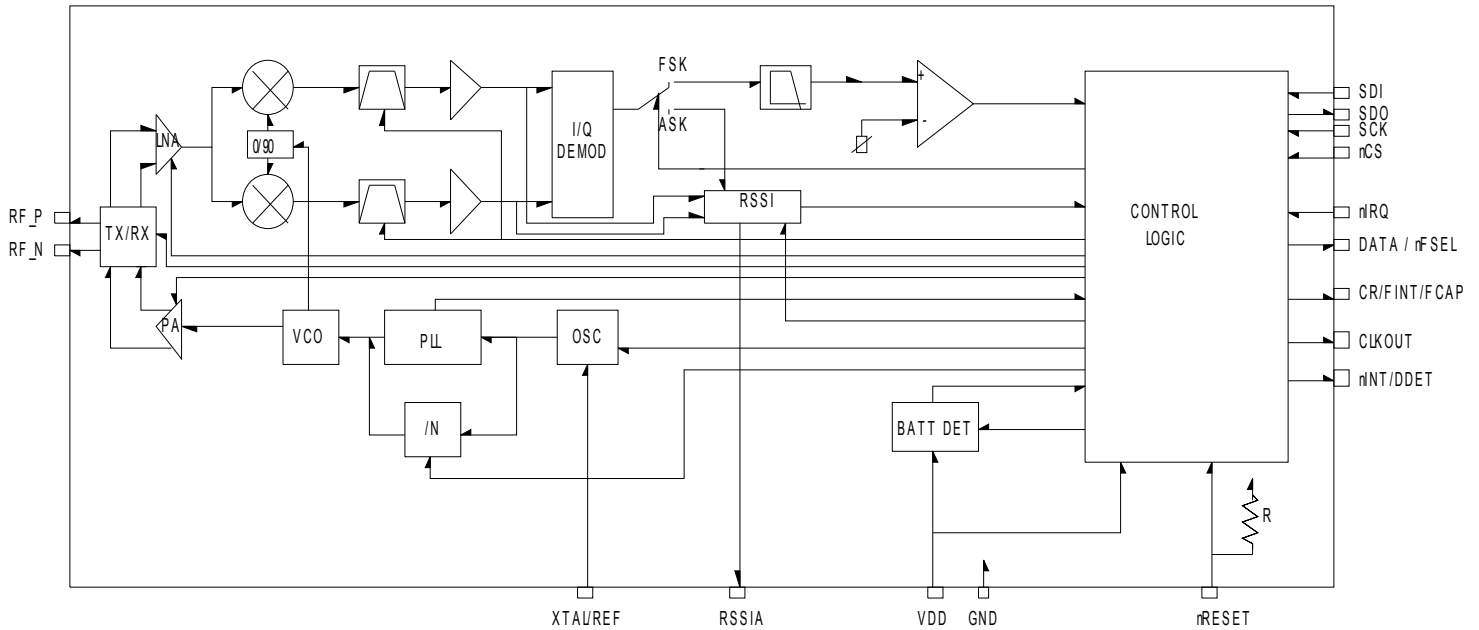 FSK
ASK
+
-
LNA
0/90
I/Q
DEMOD
RSSI
CONTROL
LOGIC
SDI
SDO
SCK
nCS
nIRQ
DATA / nFSEL
CR/FINT/FCAP
CLKOUT
nINT/DDET
RF_P
RF_N
TX/RX
PA
VCO
PLL
OSC
/N
BATT DET
R
XTAL/REF
RSSIA
VDD
GND
nRESET